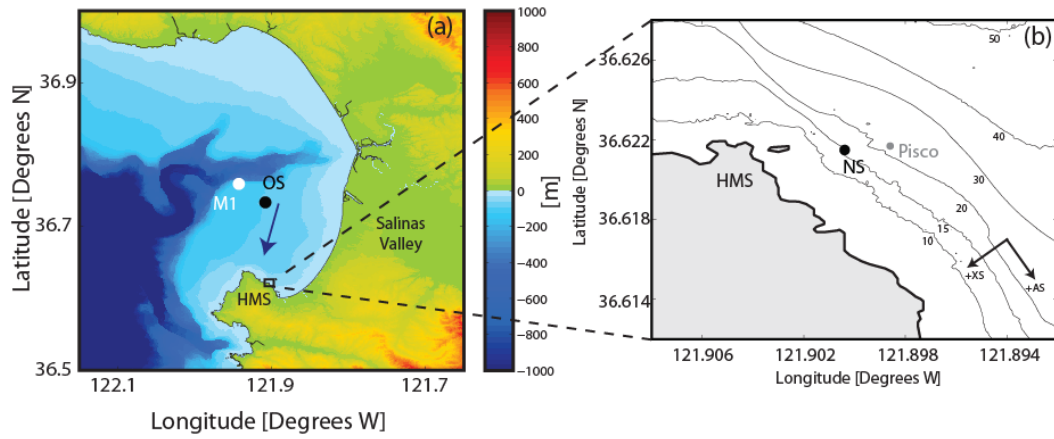 (a)
Latitude [Degrees N]
36.9
36.7
36.5
M1
OS
HMS
Salinas
Valley
122.1
121.9
121.7
Longitude [Degrees W]
1000
800
600
400
200
0
−200
−400
−600
−800
−1000
[m]
(b)
Latitude [Degrees N]
36.626
36.622
36.618
36.614
50
40
30
20
15
10
Pisco
NS
HMS
+XS
+AS
121.906
121.902
121.898
121.894
Longitude [Degrees W]